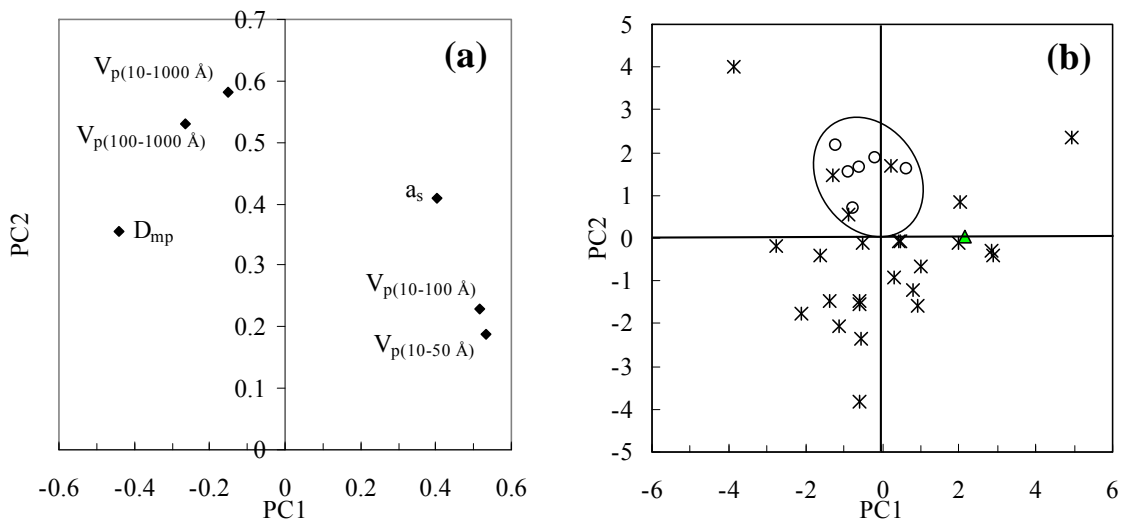 (a)
0.7
0.6
0.5
0.4
0.3
0.2
0.1
0
PC2
Vp(10-1000 Å)
Vp(100-1000 Å)
Dmp
as
Vp(10-100 Å)
Vp(10-50 Å)
-0.6 -0.4 -0.2 0 0.2 0.4 0.6
PC1
(b)
5
4
3
2
1
0
-1
-2
-3
-4
-5
PC2
-6 -4 -2 0 2 4 6
PC1